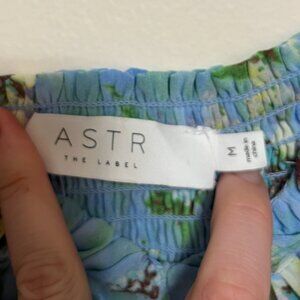 ASTR
THE LABEL
M
made in
china